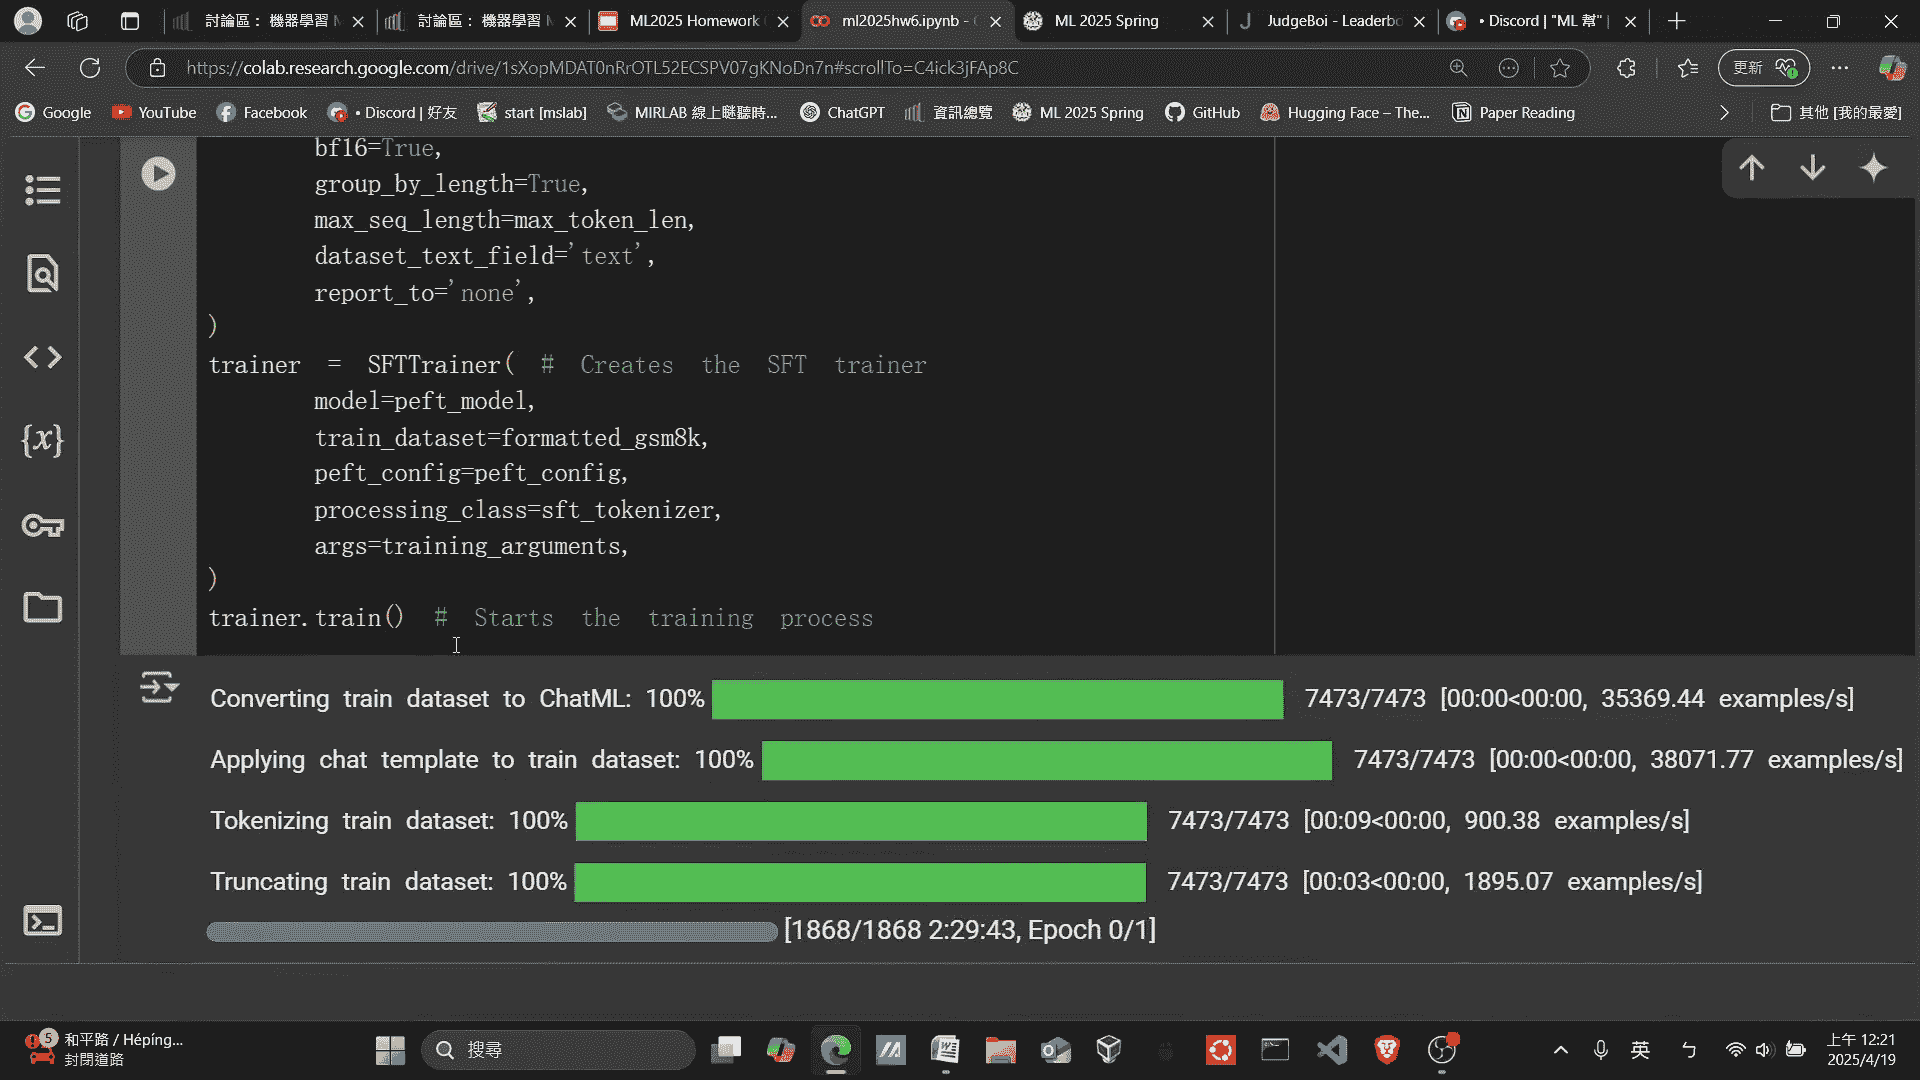 討論區： 機器學習 M
討論區： 機器學習 M
ML2025 Homework
ml2025hw6.ipynb -
ML 2025 Spring
JudgeBoi - Leaderbo
• Discord | "ML 幫" |
https://colab.research.google.com/drive/1sXopMDAT0nRrOTL52ECSPV07gKNoDn7n#scrollTo=C4ick3jFAp8C
更新
Google
YouTube
Facebook
• Discord | 好友
start [mslab]
MIRLAB 線上瞇聽時...
ChatGPT
資訊總覽
ML 2025 Spring
GitHub
Hugging Face – The...
Paper Reading
其他 [我的最愛]
bf16=True,
group_by_length=True,
max_seq_length=max_token_len,
dataset_text_field='text',
report_to='none',
)
trainer = SFTTrainer( # Creates the SFT trainer
model=peft_model,
train_dataset=formatted_gsm8k,
peft_config=peft_config,
processing_class=sft_tokenizer,
args=training_arguments,
)
trainer.train() # Starts the training process
Converting train dataset to ChatML: 100% 7473/7473 [00:00<00:00, 35369.44 examples/s]
Applying chat template to train dataset: 100% 7473/7473 [00:00<00:00, 38071.77 examples/s]
Tokenizing train dataset: 100% 7473/7473 [00:09<00:00, 900.38 examples/s]
Truncating train dataset: 100% 7473/7473 [00:03<00:00, 1895.07 examples/s]
[1868/1868 2:29:43, Epoch 0/1]
5
和平路 / Hépíng...
封閉道路
搜尋
英
ㄅ
上午 12:21
2025/4/19